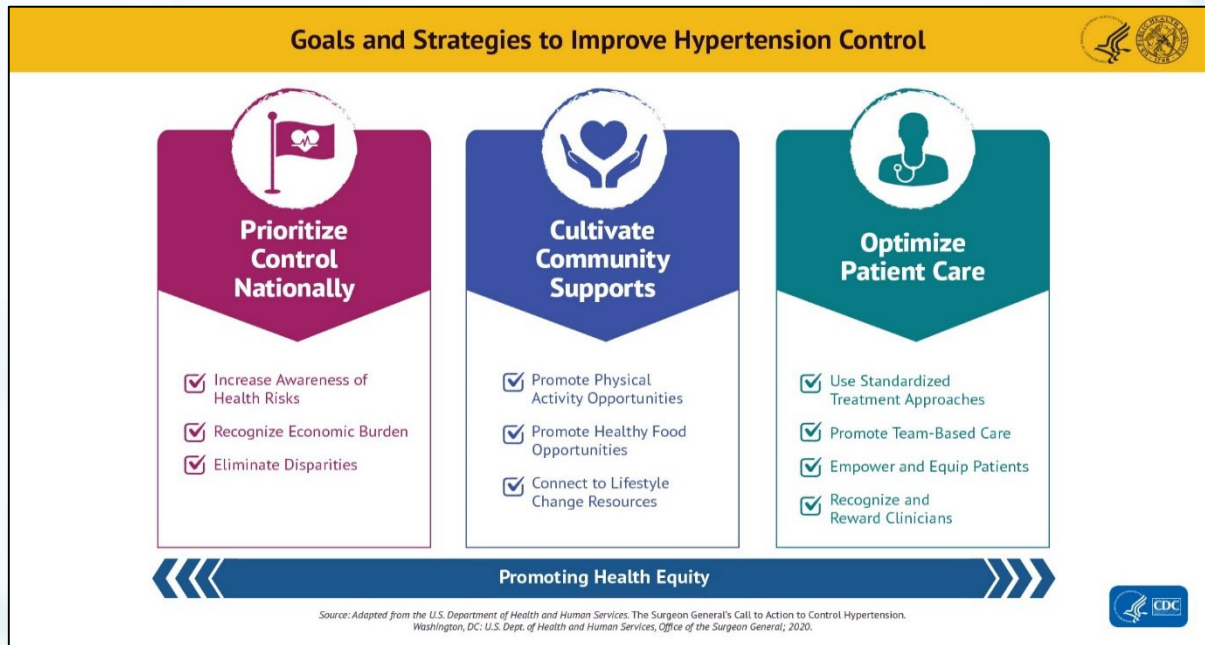 Goals and Strategies to Improve Hypertension Control
Prioritize
Control
Nationally
Increase Awareness of
Health Risks
Recognize Economic Burden
Eliminate Disparities
Cultivate
Community
Supports
Promote Physical
Activity Opportunities
Promote Healthy Food
Opportunities
Connect to Lifestyle
Change Resources
Optimize
Patient Care
Use Standardized
Treatment Approaches
Promote Team-Based Care
Empower and Equip Patients
Recognize and
Reward Clinicians
Promoting Health Equity
Source: Adapted from the U.S. Department of Health and Human Services. The Surgeon General's Call to Action to Control Hypertension.
Washington, DC: U.S. Dept. of Health and Human Services, Office of the Surgeon General; 2020.
CDC